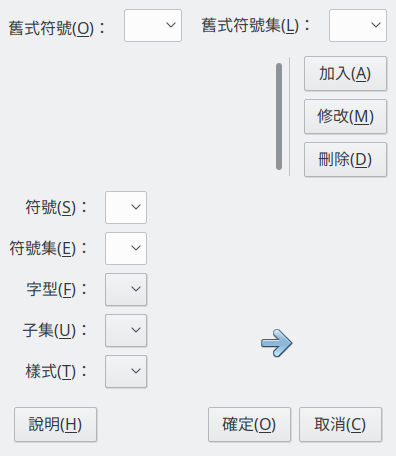 舊式符號(O)： 舊式符號集(L)：
加入(A)
修改(M)
刪除(D)
符號(S)：
符號集(E)：
字型(F)：
子集(U)：
樣式(T)：
說明(H) 確定(O) 取消(C)